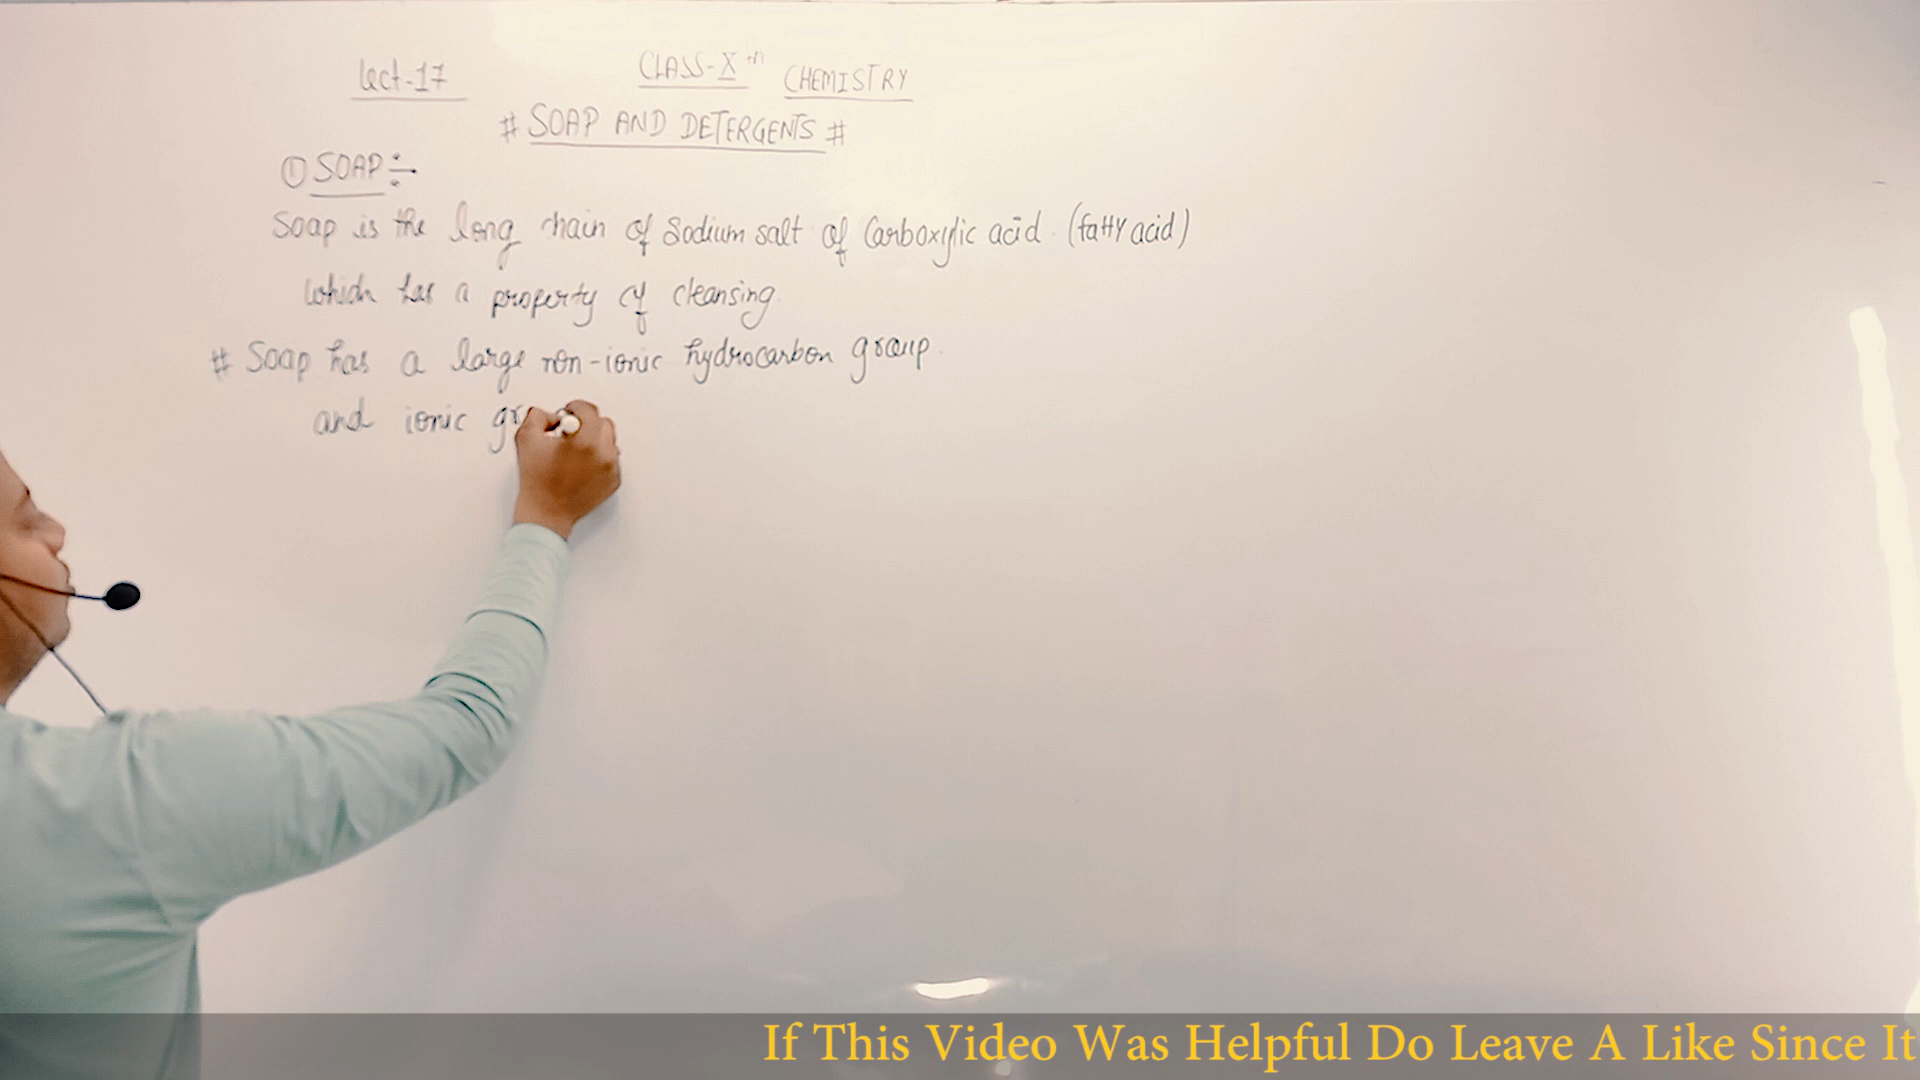 Lect-17 CLASS-Xth CHEMISTRY
# SOAP AND DETERGENTS #
① SOAP ÷
Soap is the long chain of Sodium salt of Carboxylic acid (fatty acid)
which has a property of cleansing
# Soap has a large non-ionic hydrocarbon group.
and ionic gr
If This Video Was Helpful Do Leave A Like Since It